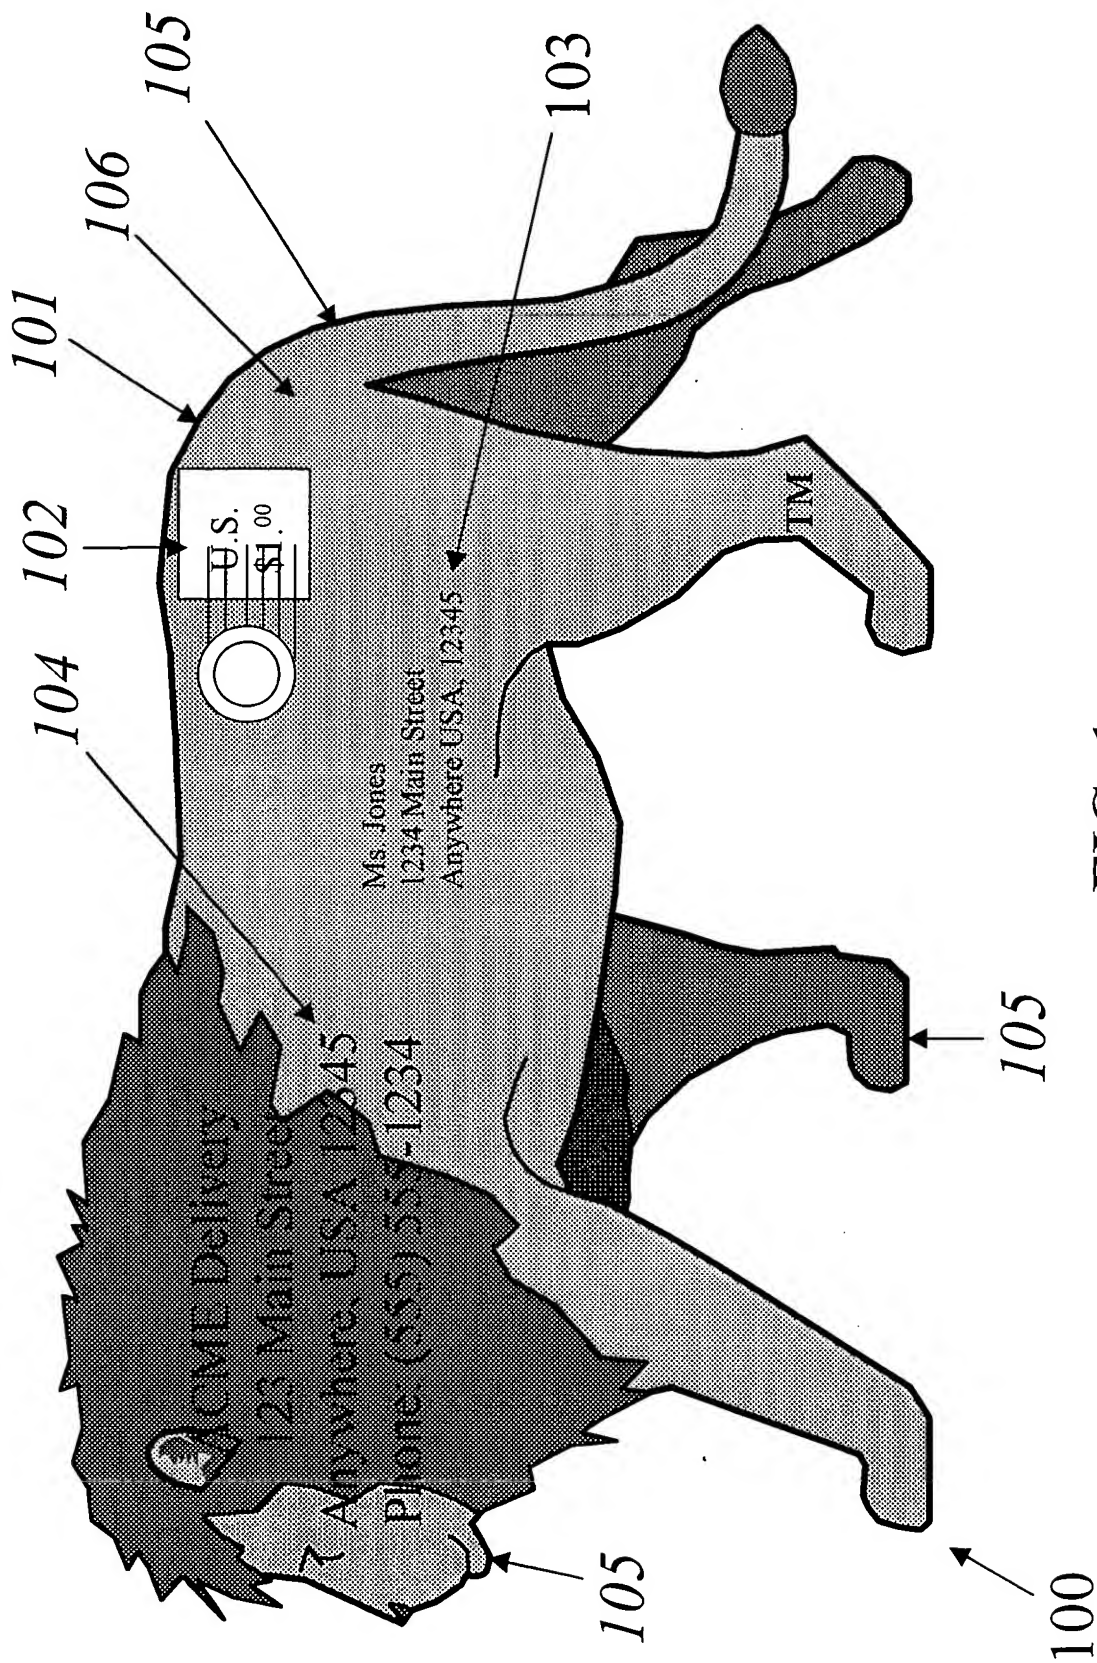 101
102
104
106
105
ACME Delivery
123 Main Street
Anywhere, USA 12345
Phone: (555) 555-1234
U.S.
$1.00
Ms. Jones
1234 Main Street
Anywhere USA, 12345
103
105
TM
105
100